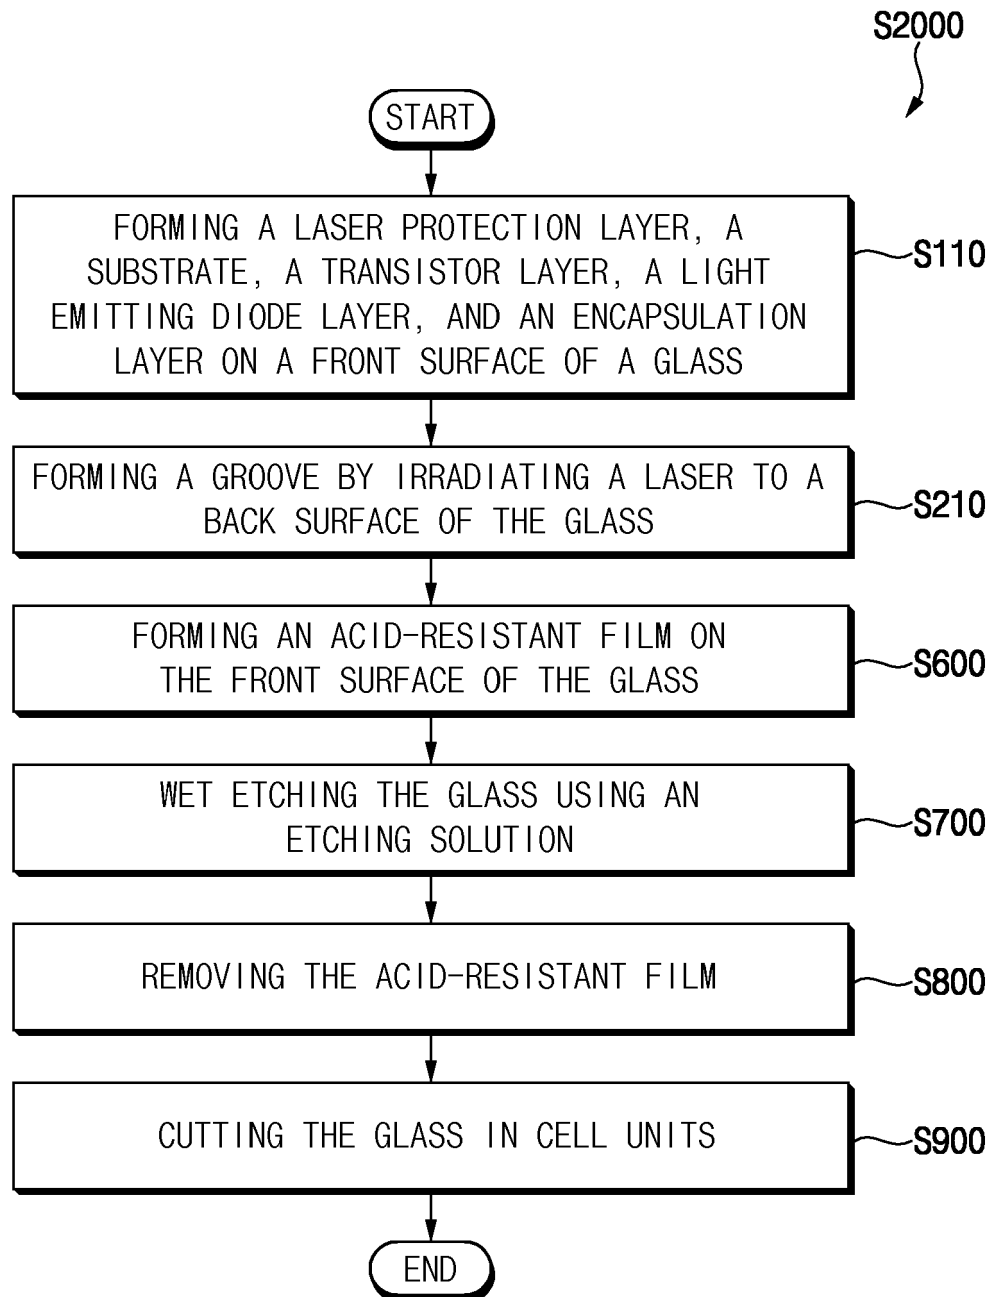 S2000
START
FORMING A LASER PROTECTION LAYER, A
SUBSTRATE, A TRANSISTOR LAYER, A LIGHT
EMITTING DIODE LAYER, AND AN ENCAPSULATION
LAYER ON A FRONT SURFACE OF A GLASS
S110
FORMING A GROOVE BY IRRADIATING A LASER TO A
BACK SURFACE OF THE GLASS
S210
FORMING AN ACID-RESISTANT FILM ON
THE FRONT SURFACE OF THE GLASS
S600
WET ETCHING THE GLASS USING AN
ETCHING SOLUTION
S700
REMOVING THE ACID-RESISTANT FILM
S800
CUTTING THE GLASS IN CELL UNITS
S900
END